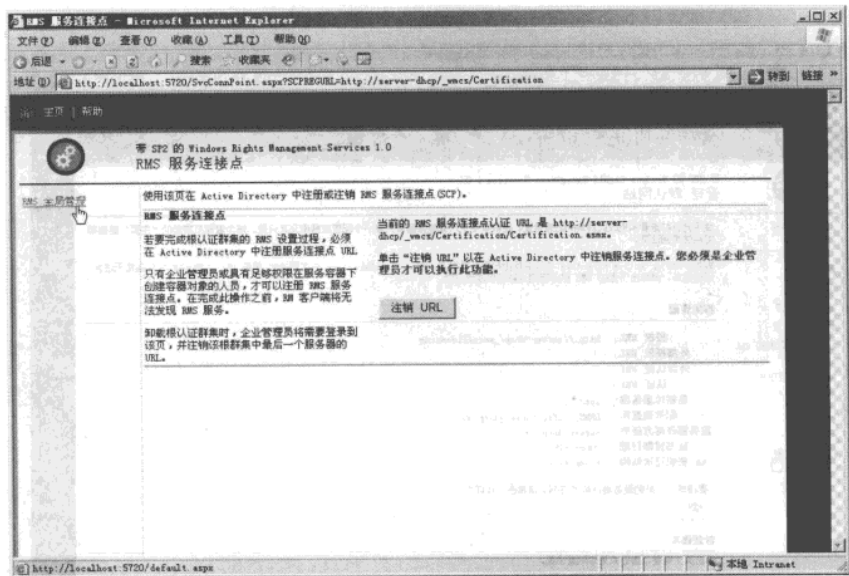 RMS 服务连接点 - Microsoft Internet Explorer
文件(F) 编辑(E) 查看(V) 收藏(A) 工具(T) 帮助(H)
后退 搜索 收藏夹
地址(D) http://localhost:5720/SvcConnPoint.aspx?SCPREGURL=http://server-dhcp/_wmcs/Certification 转到 链接 »
主页 | 帮助
带 SP2 的 Windows Rights Management Services 1.0
RMS 服务连接点
RMS 全局管理
使用该页在 Active Directory 中注册或注销 RMS 服务连接点(SCP)。
RMS 服务连接点
若要完成根认证群集的 RMS 设置过程，必须
在 Active Directory 中注册服务连接点 URL
只有企业管理员或具有足够权限在服务容器下
创建容器对象的人员，才可以注册 RMS 服务
连接点。在完成此操作之前，RM 客户端将无
法发现 RMS 服务。
卸载根认证群集时，企业管理员将需要登录到
该页，并注销该根群集中最后一个服务器的
URL。
当前的 RMS 服务连接点认证 URL 是 http://server-
dhcp/_wmcs/Certification/Certification.asmx。
单击“注销 URL”以在 Active Directory 中注销服务连接点。您必须是企业管
理员才可以执行此功能。
注销 URL
http://localhost:5720/default.aspx 本地 Intranet